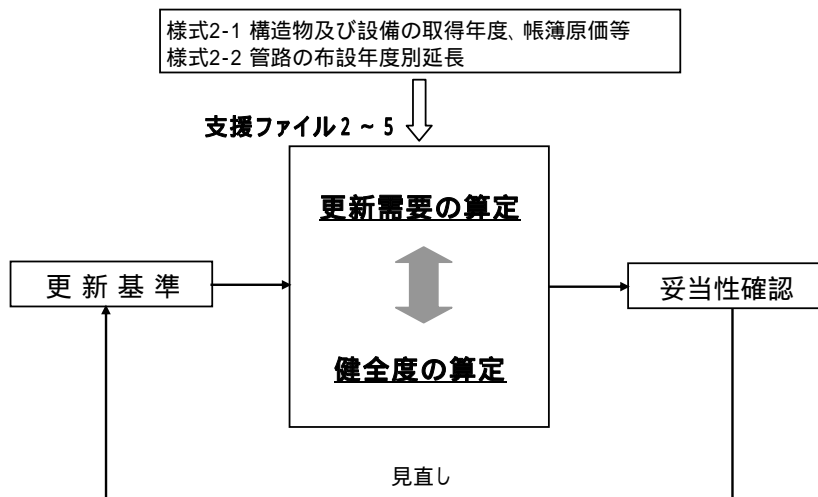 様式2-1 構造物及び設備の取得年度、帳簿原価等
様式2-2 管路の布設年度別延長
支援ファイル2～5
更新需要の算定
更 新 基 準
妥当性確認
健全度の算定
見直し